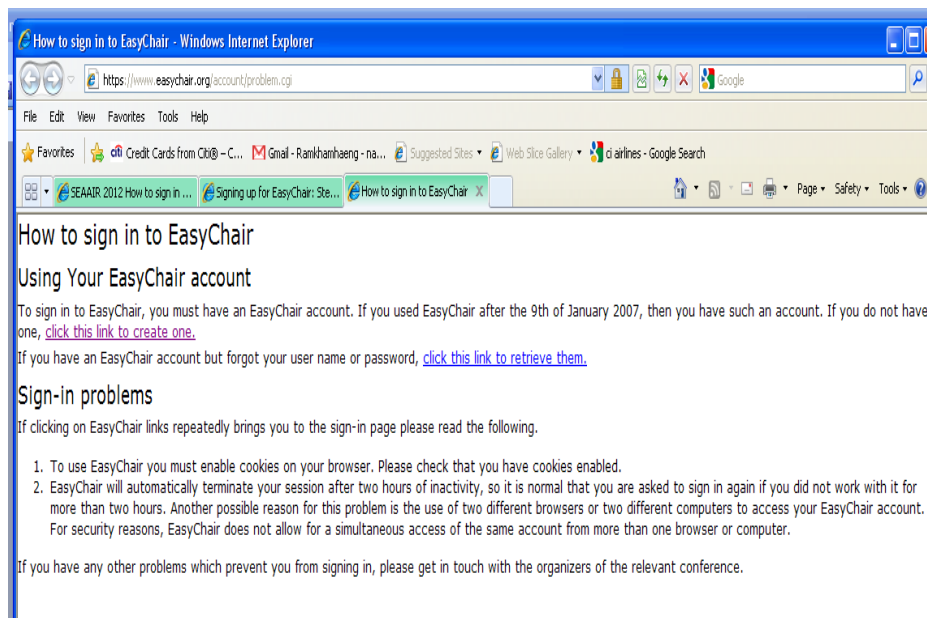 How to sign in to EasyChair - Windows Internet Explorer
https://www.easychair.org/account/problem.cgi
Google
File Edit View Favorites Tools Help
Favorites citi Credit Cards from Citi® – C... Gmail - Ramkhamhaeng - na... Suggested Sites Web Slice Gallery ci airlines - Google Search
SEAAIR 2012 How to sign in ... Signing up for EasyChair: Ste... How to sign in to EasyChair Page Safety Tools
How to sign in to EasyChair
Using Your EasyChair account
To sign in to EasyChair, you must have an EasyChair account. If you used EasyChair after the 9th of January 2007, then you have such an account. If you do not have
one, click this link to create one.
If you have an EasyChair account but forgot your user name or password, click this link to retrieve them.
Sign-in problems
If clicking on EasyChair links repeatedly brings you to the sign-in page please read the following.
1. To use EasyChair you must enable cookies on your browser. Please check that you have cookies enabled.
2. EasyChair will automatically terminate your session after two hours of inactivity, so it is normal that you are asked to sign in again if you did not work with it for
more than two hours. Another possible reason for this problem is the use of two different browsers or two different computers to access your EasyChair account.
For security reasons, EasyChair does not allow for a simultaneous access of the same account from more than one browser or computer.
If you have any other problems which prevent you from signing in, please get in touch with the organizers of the relevant conference.